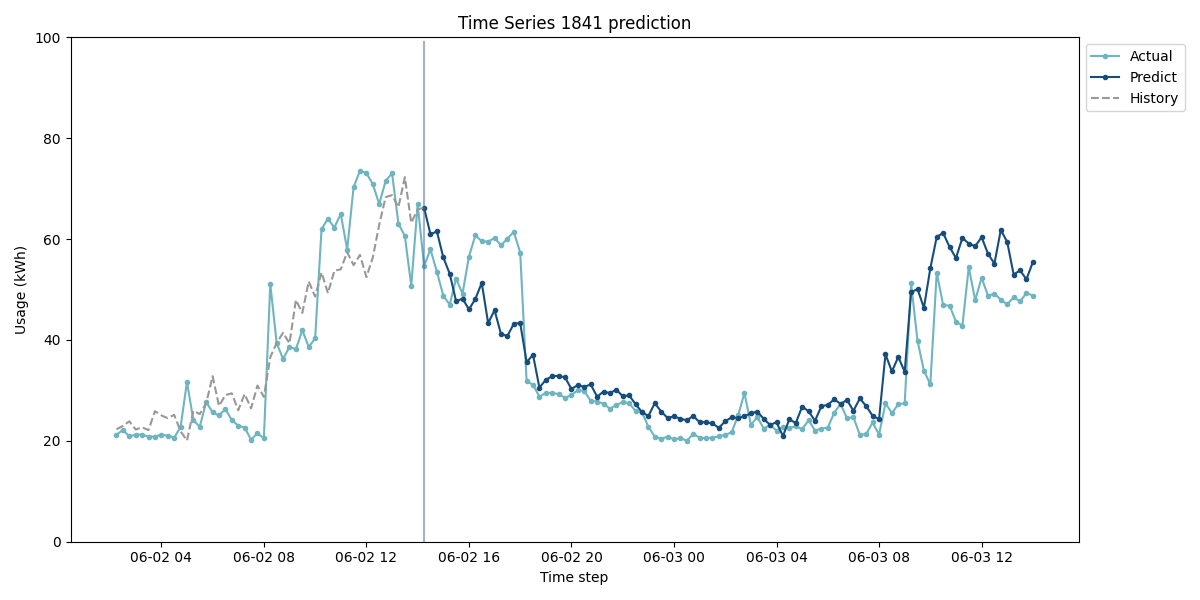 Time Series 1841 prediction
100
80
60
40
20
0
Usage (kWh)
06-02 04
06-02 08
06-02 12
06-02 16
06-02 20
06-03 00
06-03 04
06-03 08
06-03 12
Time step
Actual
Predict
History